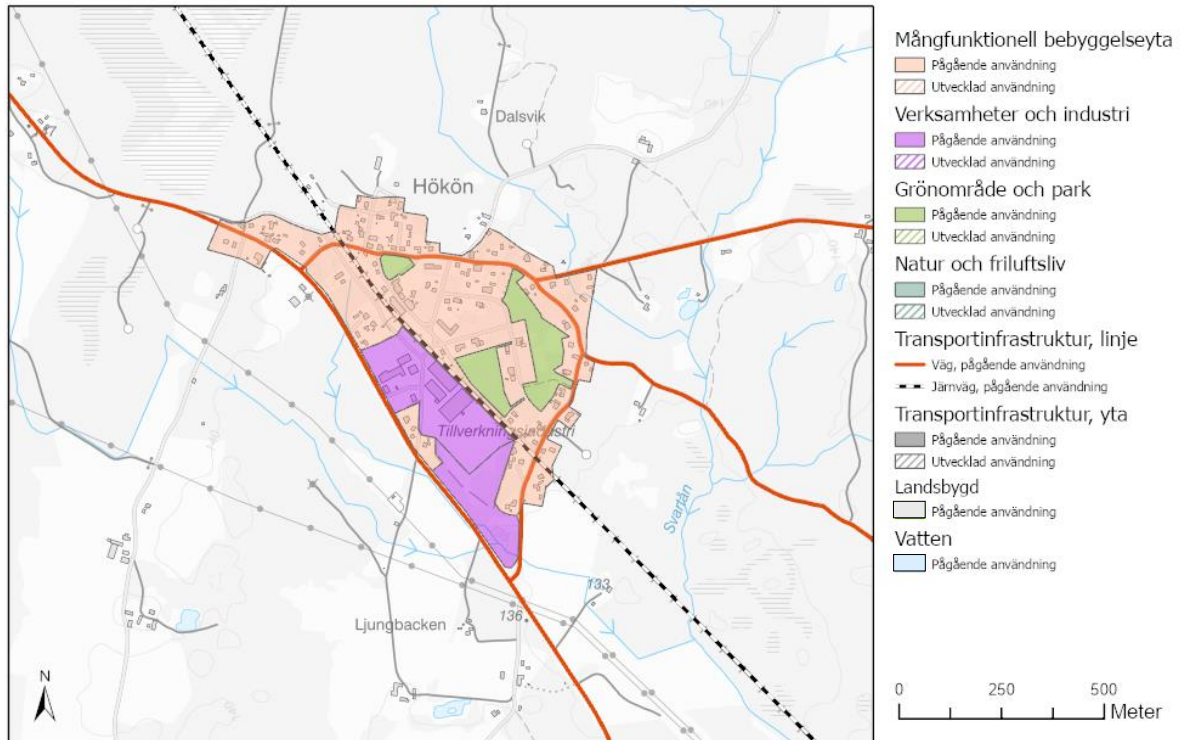 Dalsvik
Hökön
Tillverkningsindustri
Svartån
133
136
Ljungbacken
N
Mångfunktionell bebyggelseyta
Pågående användning
Utvecklad användning
Verksamheter och industri
Pågående användning
Utvecklad användning
Grönområde och park
Pågående användning
Utvecklad användning
Natur och friluftsliv
Pågående användning
Utvecklad användning
Transportinfrastruktur, linje
Väg, pågående användning
Järnväg, pågående användning
Transportinfrastruktur, yta
Pågående användning
Utvecklad användning
Landsbygd
Pågående användning
Vatten
Pågående användning
0 250 500
Meter